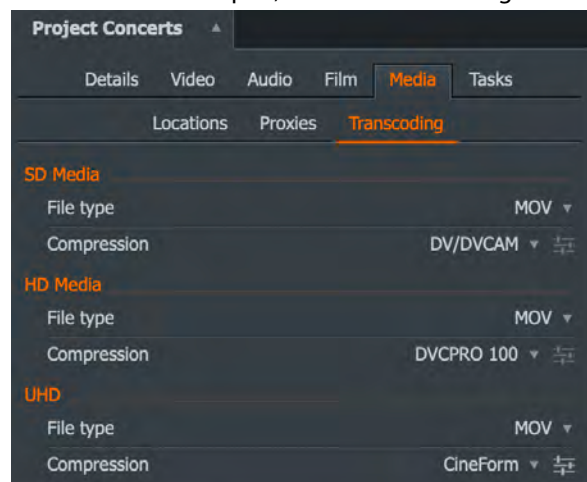 Project Concerts
Details Video Audio Film Media Tasks
Locations Proxies Transcoding
SD Media
File type MOV
Compression DV/DVCAM
HD Media
File type MOV
Compression DVCPRO 100
UHD
File type MOV
Compression CineForm